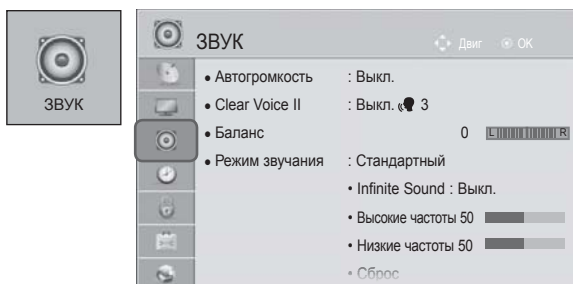 ЗВУК
ЗВУК
Двиг OK
• Автогромкость : Выкл.
• Clear Voice II : Выкл. 3
• Баланс 0 L R
• Режим звучания : Стандартный
• Infinite Sound : Выкл.
• Высокие частоты 50
• Низкие частоты 50
• Сброс